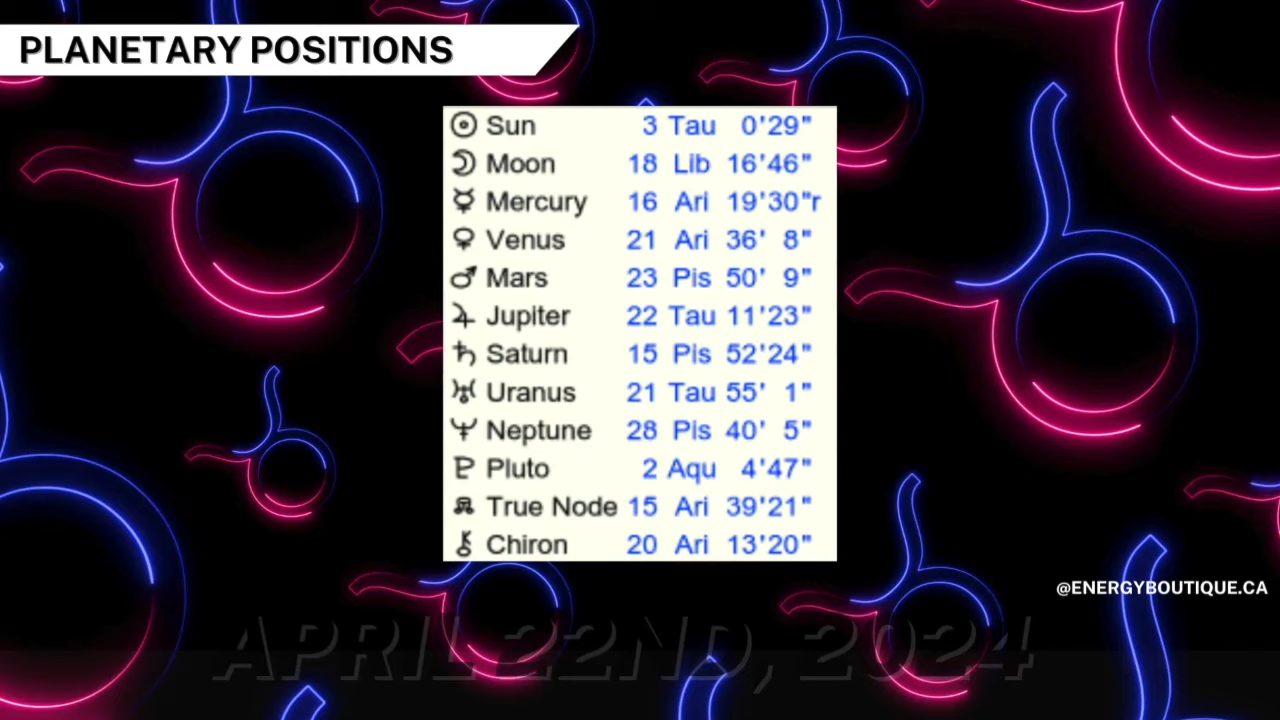 PLANETARY POSITIONS
☉ Sun 3 Tau 0'29"
☽ Moon 18 Lib 16'46"
☿ Mercury 16 Ari 19'30"r
♀ Venus 21 Ari 36' 8"
♂ Mars 23 Pis 50' 9"
♃ Jupiter 22 Tau 11'23"
♄ Saturn 15 Pis 52'24"
♅ Uranus 21 Tau 55' 1"
♆ Neptune 28 Pis 40' 5"
♇ Pluto 2 Aqu 4'47"
☊ True Node 15 Ari 39'21"
⚷ Chiron 20 Ari 13'20"
@ENERGYBOUTIQUE.CA
APRIL 22ND, 2024